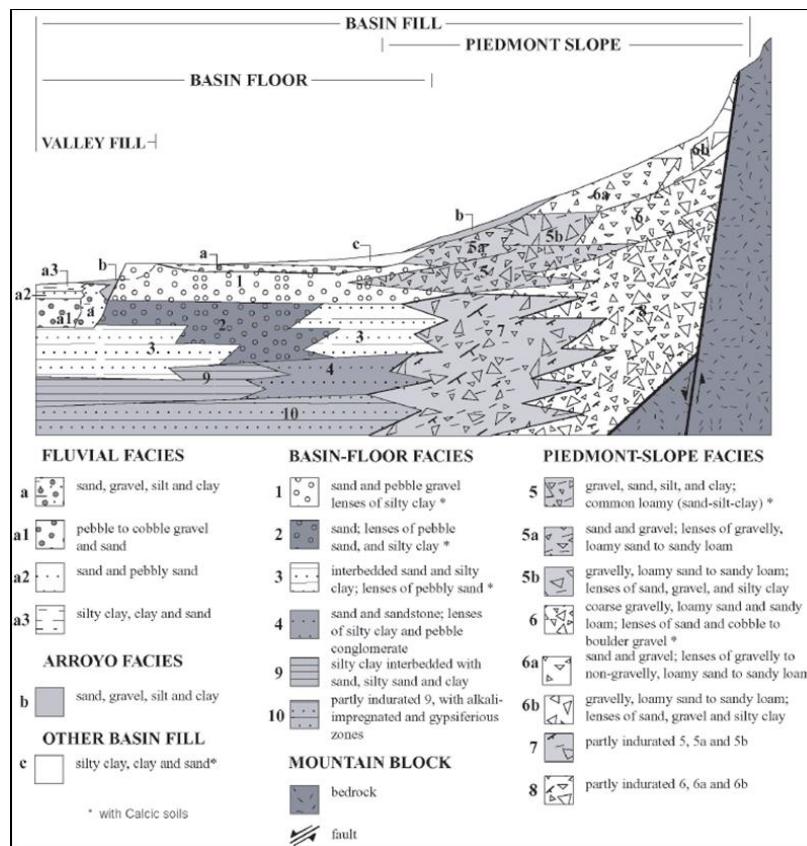 BASIN FILL
PIEDMONT SLOPE
BASIN FLOOR
VALLEY FILL
6b
6a
b
6
c
5a
5b
a
5
a3
b
1
a2
a
a1
8
2
3
7
3
4
9
10
FLUVIAL FACIES
a sand, gravel, silt and clay
a1 pebble to cobble gravel
and sand
a2 sand and pebbly sand
a3 silty clay, clay and sand
ARROYO FACIES
b sand, gravel, silt and clay
OTHER BASIN FILL
c silty clay, clay and sand*
* with Calcic soils
BASIN-FLOOR FACIES
1 sand and pebble gravel
lenses of silty clay *
2 sand; lenses of pebble
sand, and silty clay *
3 interbedded sand and silty
clay; lenses of pebbly sand *
4 sand and sandstone; lenses
of silty clay and pebble
conglomerate
9 silty clay interbedded with
sand, silty sand and clay
10 partly indurated 9, with alkali-
impregnated and gypsiferious
zones
MOUNTAIN BLOCK
bedrock
fault
PIEDMONT-SLOPE FACIES
5 gravel, sand, silt, and clay;
common loamy (sand-silt-clay) *
5a sand and gravel; lenses of gravelly,
loamy sand to sandy loam
5b gravelly, loamy sand to sandy loam;
lenses of sand, gravel, and silty clay
6 coarse gravelly, loamy sand and sandy
loam; lenses of sand and cobble to
boulder gravel *
6a sand and gravel; lenses of gravelly to
non-gravelly, loamy sand to sandy loam
6b gravelly, loamy sand to sandy loam;
lenses of sand, gravel and silty clay
7 partly indurated 5, 5a and 5b
8 partly indurated 6, 6a and 6b